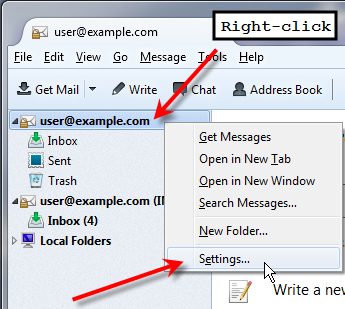 user@example.com
Right-click
File Edit View Go Message Tools Help
Get Mail Write Chat Address Book
user@example.com
Inbox
Sent
Trash
user@example.com (I
Inbox (4)
Local Folders
Get Messages
Open in New Tab
Open in New Window
Search Messages...
New Folder...
Settings...
Write a new